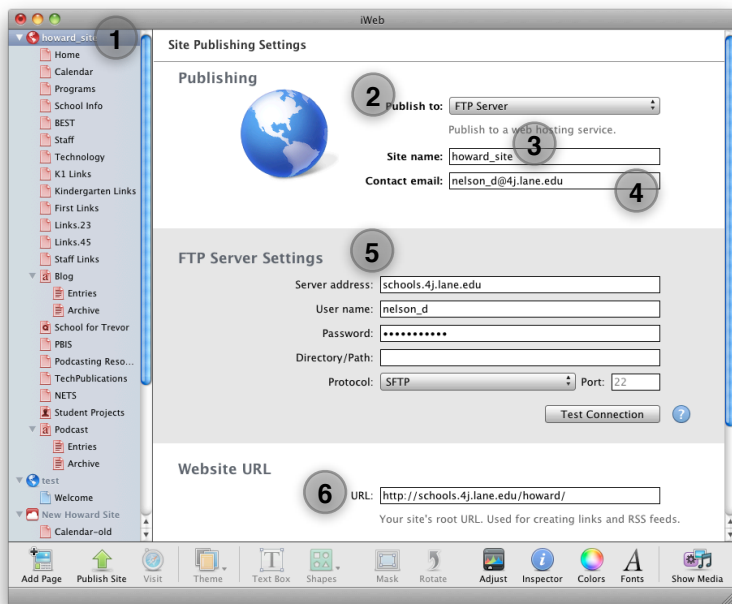 iWeb
howard_site
1
Home
Calendar
Programs
School Info
BEST
Staff
Technology
K1 Links
Kindergarten Links
First Links
Links.23
Links.45
Staff Links
Blog
Entries
Archive
School for Trevor
PBIS
Podcasting Reso...
TechPublications
NETS
Student Projects
Podcast
Entries
Archive
test
Welcome
New Howard Site
Calendar-old
Site Publishing Settings
Publishing
2
Publish to: FTP Server
Publish to a web hosting service.
3
Site name: howard_site
Contact email: nelson_d@4j.lane.edu
4
5
FTP Server Settings
Server address: schools.4j.lane.edu
User name: nelson_d
Password: •••••••••••
Directory/Path:
Protocol: SFTP Port: 22
Test Connection ?
Website URL
6
URL: http://schools.4j.lane.edu/howard/
Your site's root URL. Used for creating links and RSS feeds.
Add Page Publish Site Visit Theme Text Box Shapes Mask Rotate Adjust Inspector Colors Fonts Show Media